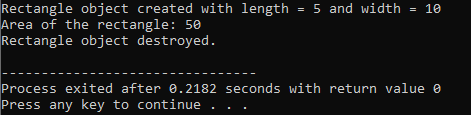 Rectangle object created with length = 5 and width = 10
Area of the rectangle: 50
Rectangle object destroyed.
--------------------------------
Process exited after 0.2182 seconds with return value 0
Press any key to continue . . .